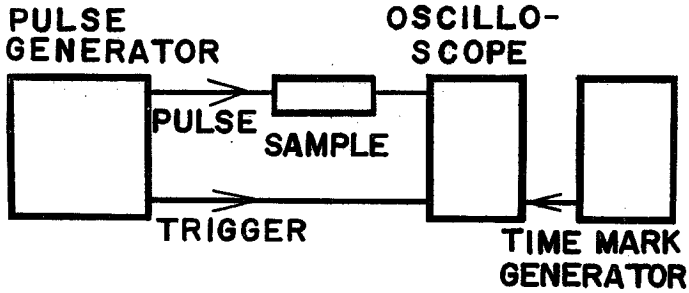 PULSE
GENERATOR
OSCILLO-
SCOPE
PULSE
SAMPLE
TRIGGER
TIME MARK
GENERATOR